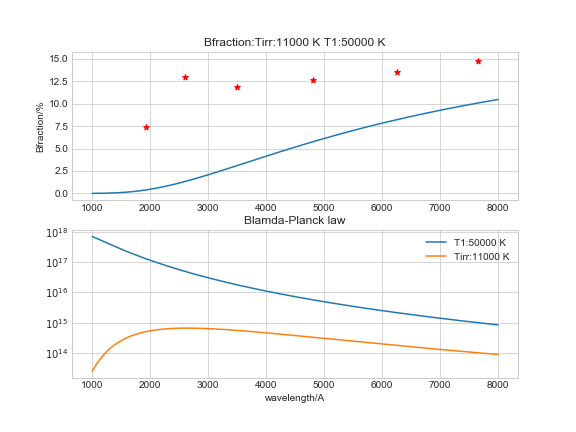 Bfraction:Tirr:11000 K T1:50000 K
15.0
12.5
10.0
7.5
5.0
2.5
0.0
Bfraction/%
1000 2000 3000 4000 5000 6000 7000 8000
Blamda-Planck law
10^18
10^17
10^16
10^15
10^14
T1:50000 K
Tirr:11000 K
1000 2000 3000 4000 5000 6000 7000 8000
wavelength/A